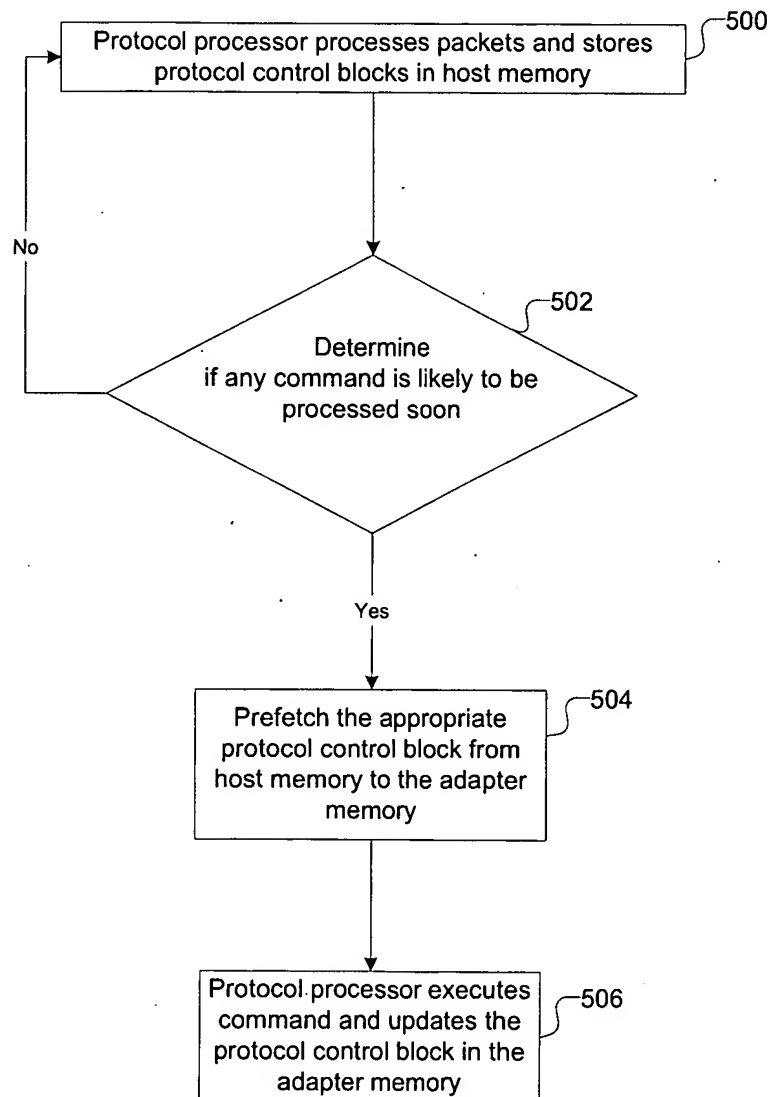 500
Protocol processor processes packets and stores
protocol control blocks in host memory
No
502
Determine
if any command is likely to be
processed soon
Yes
504
Prefetch the appropriate
protocol control block from
host memory to the adapter
memory
506
Protocol processor executes
command and updates the
protocol control block in the
adapter memory